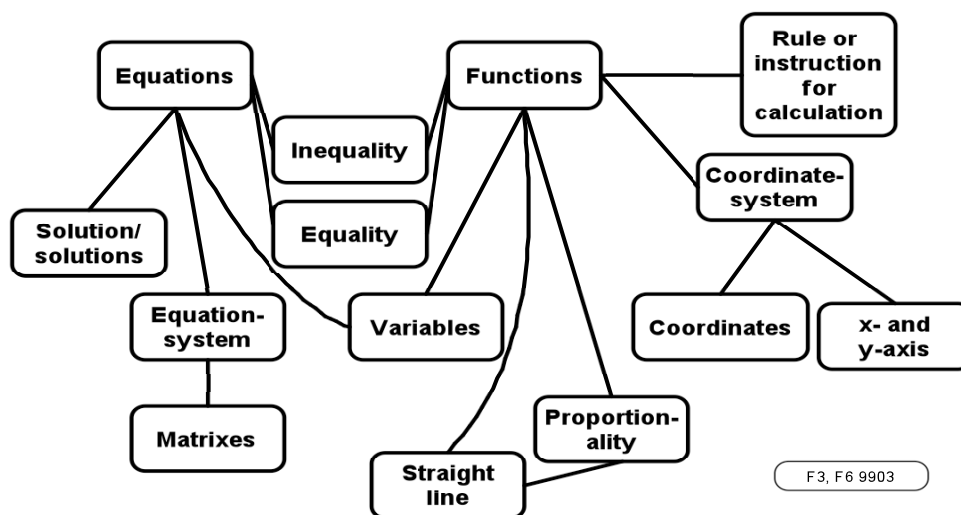 Equations
Functions
Rule or
instruction
for
calculation
Inequality
Equality
Coordinate-
system
Solution/
solutions
Equation-
system
Variables
Coordinates
x- and
y-axis
Matrixes
Proportion-
ality
Straight
line
F3, F6 9903